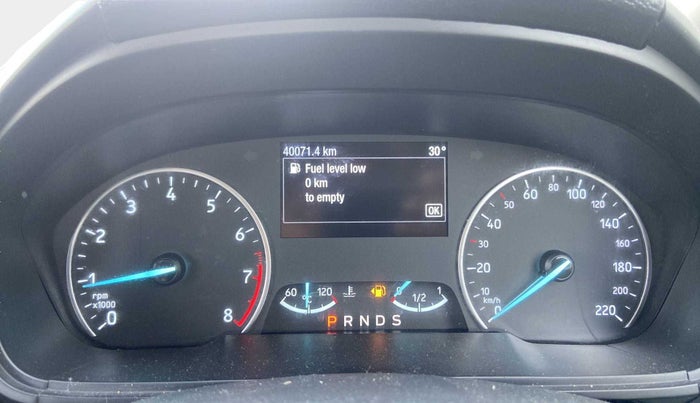 40071.4 km 30°
Fuel level low
0 km
to empty
OK
0 1 2 3 4 5 6 7 8
rpm
x1000
60 °C 120
0 1/2 1
P R N D S
0 10 20 30 40 50 60 80 100 120 140 160 180 200 220
km/h